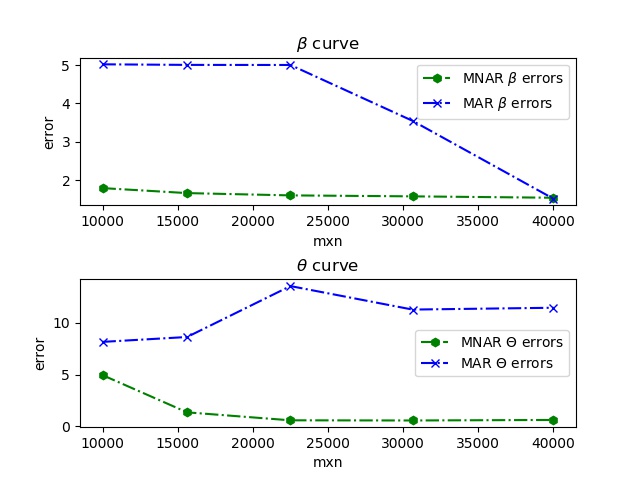 β curve
5
4
3
2
error
MNAR β errors
MAR β errors
10000 15000 20000 25000 30000 35000 40000
mxn
θ curve
10
5
0
error
MNAR Θ errors
MAR Θ errors
10000 15000 20000 25000 30000 35000 40000
mxn